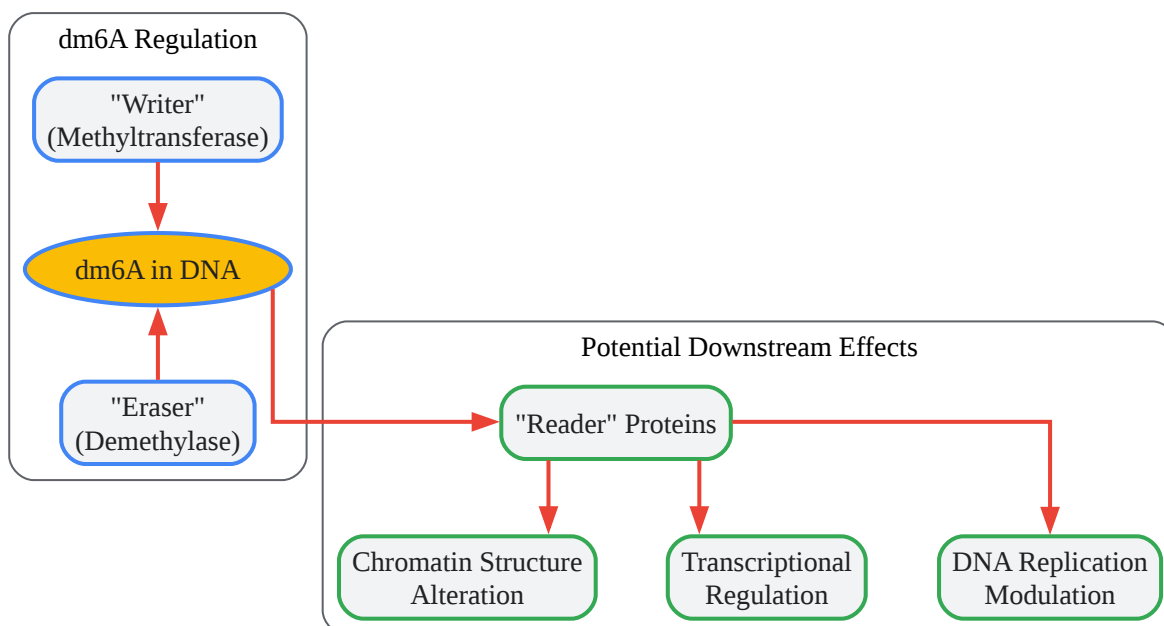 dm6A Regulation
"Writer"
(Methyltransferase)
dm6A in DNA
"Eraser"
(Demethylase)
Potential Downstream Effects
"Reader" Proteins
Chromatin Structure
Alteration
Transcriptional
Regulation
DNA Replication
Modulation